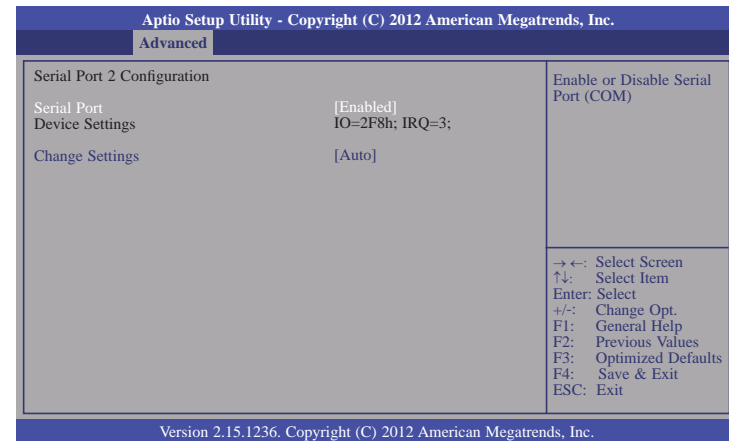 Aptio Setup Utility - Copyright (C) 2012 American Megatrends, Inc.
Advanced
Serial Port 2 Configuration
Serial Port [Enabled]
Device Settings IO=2F8h; IRQ=3;
Change Settings [Auto]
Enable or Disable Serial
Port (COM)
→←: Select Screen
↑↓: Select Item
Enter: Select
+/-: Change Opt.
F1: General Help
F2: Previous Values
F3: Optimized Defaults
F4: Save & Exit
ESC: Exit
Version 2.15.1236. Copyright (C) 2012 American Megatrends, Inc.